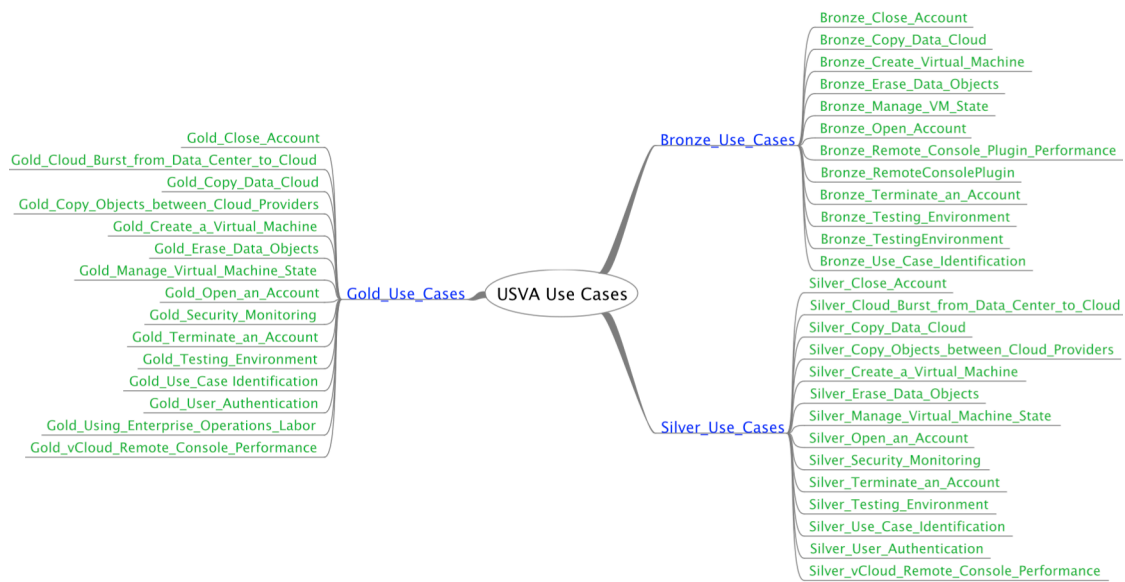 USVA Use Cases
Gold_Use_Cases
Gold_Close_Account
Gold_Cloud_Burst_from_Data_Center_to_Cloud
Gold_Copy_Data_Cloud
Gold_Copy_Objects_between_Cloud_Providers
Gold_Create_a_Virtual_Machine
Gold_Erase_Data_Objects
Gold_Manage_Virtual_Machine_State
Gold_Open_an_Account
Gold_Security_Monitoring
Gold_Terminate_an_Account
Gold_Testing_Environment
Gold_Use_Case Identification
Gold_User_Authentication
Gold_Using_Enterprise_Operations_Labor
Gold_vCloud_Remote_Console_Performance
Bronze_Use_Cases
Bronze_Close_Account
Bronze_Copy_Data_Cloud
Bronze_Create_Virtual_Machine
Bronze_Erase_Data_Objects
Bronze_Manage_VM_State
Bronze_Open_Account
Bronze_Remote_Console_Plugin_Performance
Bronze_RemoteConsolePlugin
Bronze_Terminate_an_Account
Bronze_Testing_Environment
Bronze_TestingEnvironment
Bronze_Use_Case_Identification
Silver_Use_Cases
Silver_Close_Account
Silver_Cloud_Burst_from_Data_Center_to_Cloud
Silver_Copy_Data_Cloud
Silver_Copy_Objects_between_Cloud_Providers
Silver_Create_a_Virtual_Machine
Silver_Erase_Data_Objects
Silver_Manage_Virtual_Machine_State
Silver_Open_an_Account
Silver_Security_Monitoring
Silver_Terminate_an_Account
Silver_Testing_Environment
Silver_Use_Case_Identification
Silver_User_Authentication
Silver_vCloud_Remote_Console_Performance